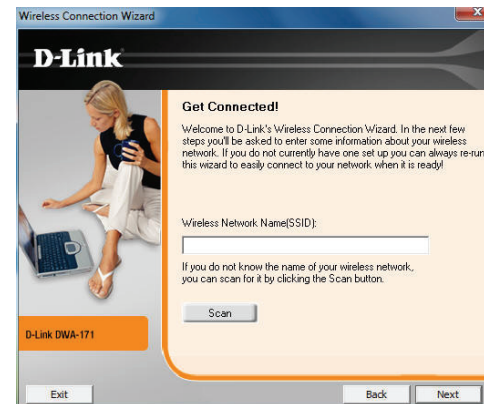 Wireless Connection Wizard
D-Link
Get Connected!
Welcome to D-Link's Wireless Connection Wizard. In the next few
steps you'll be asked to enter some information about your wireless
network. If you do not currently have one set up you can always re-run
this wizard to easily connect to your network when it is ready!
Wireless Network Name(SSID):
If you do not know the name of your wireless network,
you can scan for it by clicking the Scan button.
Scan
D-Link DWA-171
Exit
Back
Next